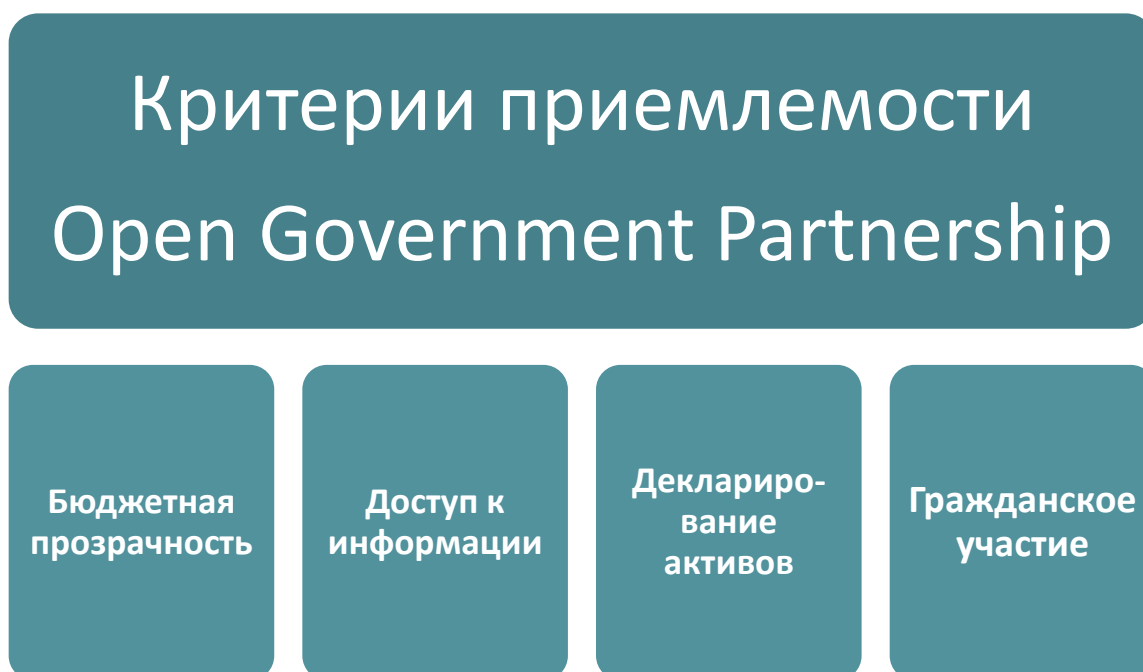 Критерии приемлемости
Open Government Partnership
Бюджетная
прозрачность
Доступ к
информации
Деклариро-
вание
активов
Гражданское
участие